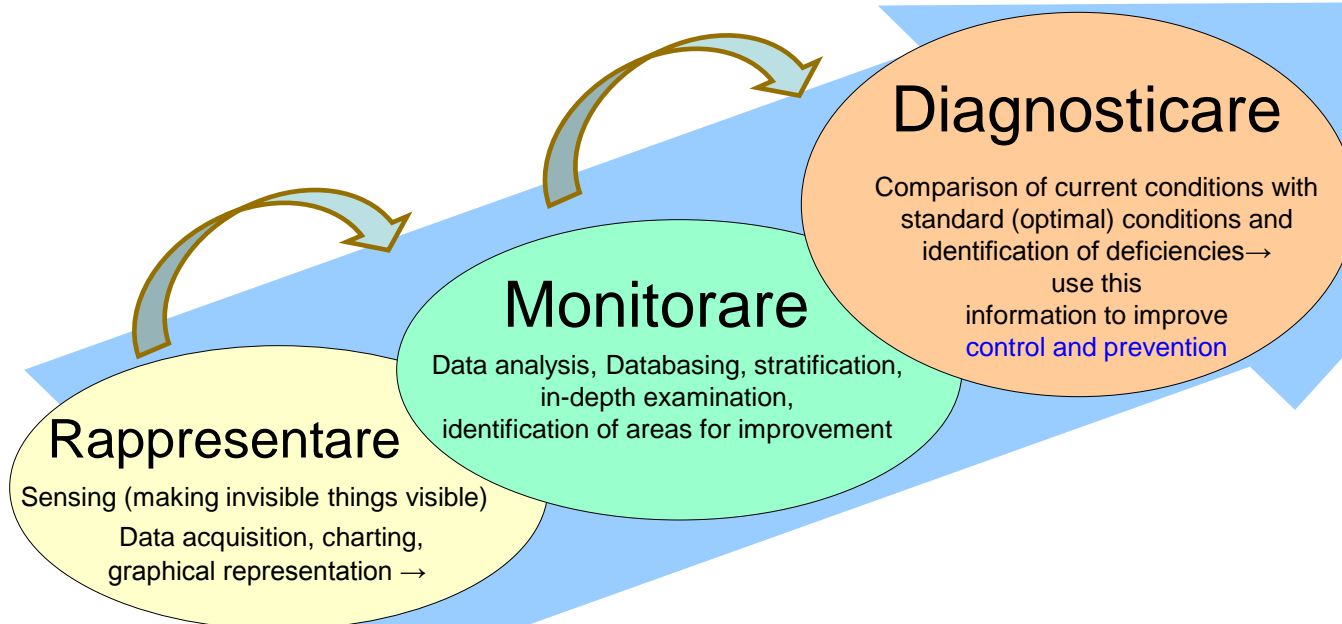 Rappresentare
Sensing (making invisible things visible)
Data acquisition, charting,
graphical representation →
Monitorare
Data analysis, Databasing, stratification,
in-depth examination,
identification of areas for improvement
Diagnosticare
Comparison of current conditions with
standard (optimal) conditions and
identification of deficiencies→
use this
information to improve
control and prevention